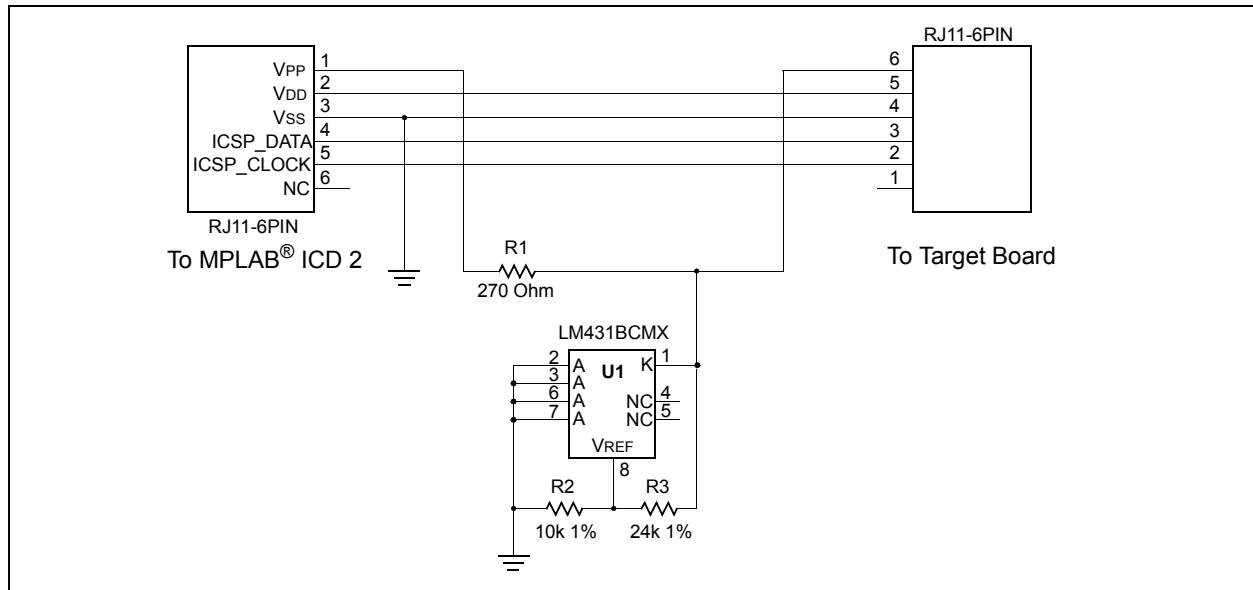 VPP 1
VDD 2
VSS 3
ICSP_DATA 4
ICSP_CLOCK 5
NC 6
RJ11-6PIN
To MPLAB® ICD 2
RJ11-6PIN
6
5
4
3
2
1
To Target Board
R1
270 Ohm
LM431BCMX
2 A
3 A
6 A
7 A
U1
K 1
NC 4
NC 5
VREF
8
R2
10k 1%
R3
24k 1%